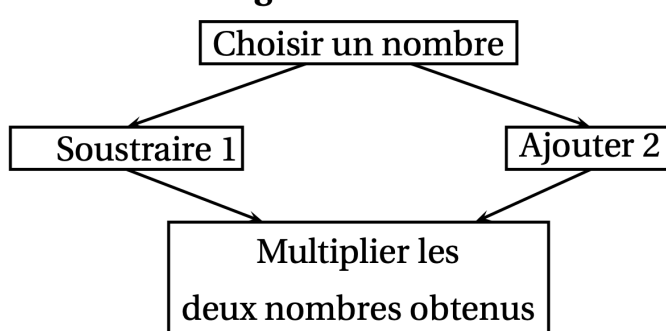 Choisir un nombre
Soustraire 1
Ajouter 2
Multiplier les
deux nombres obtenus